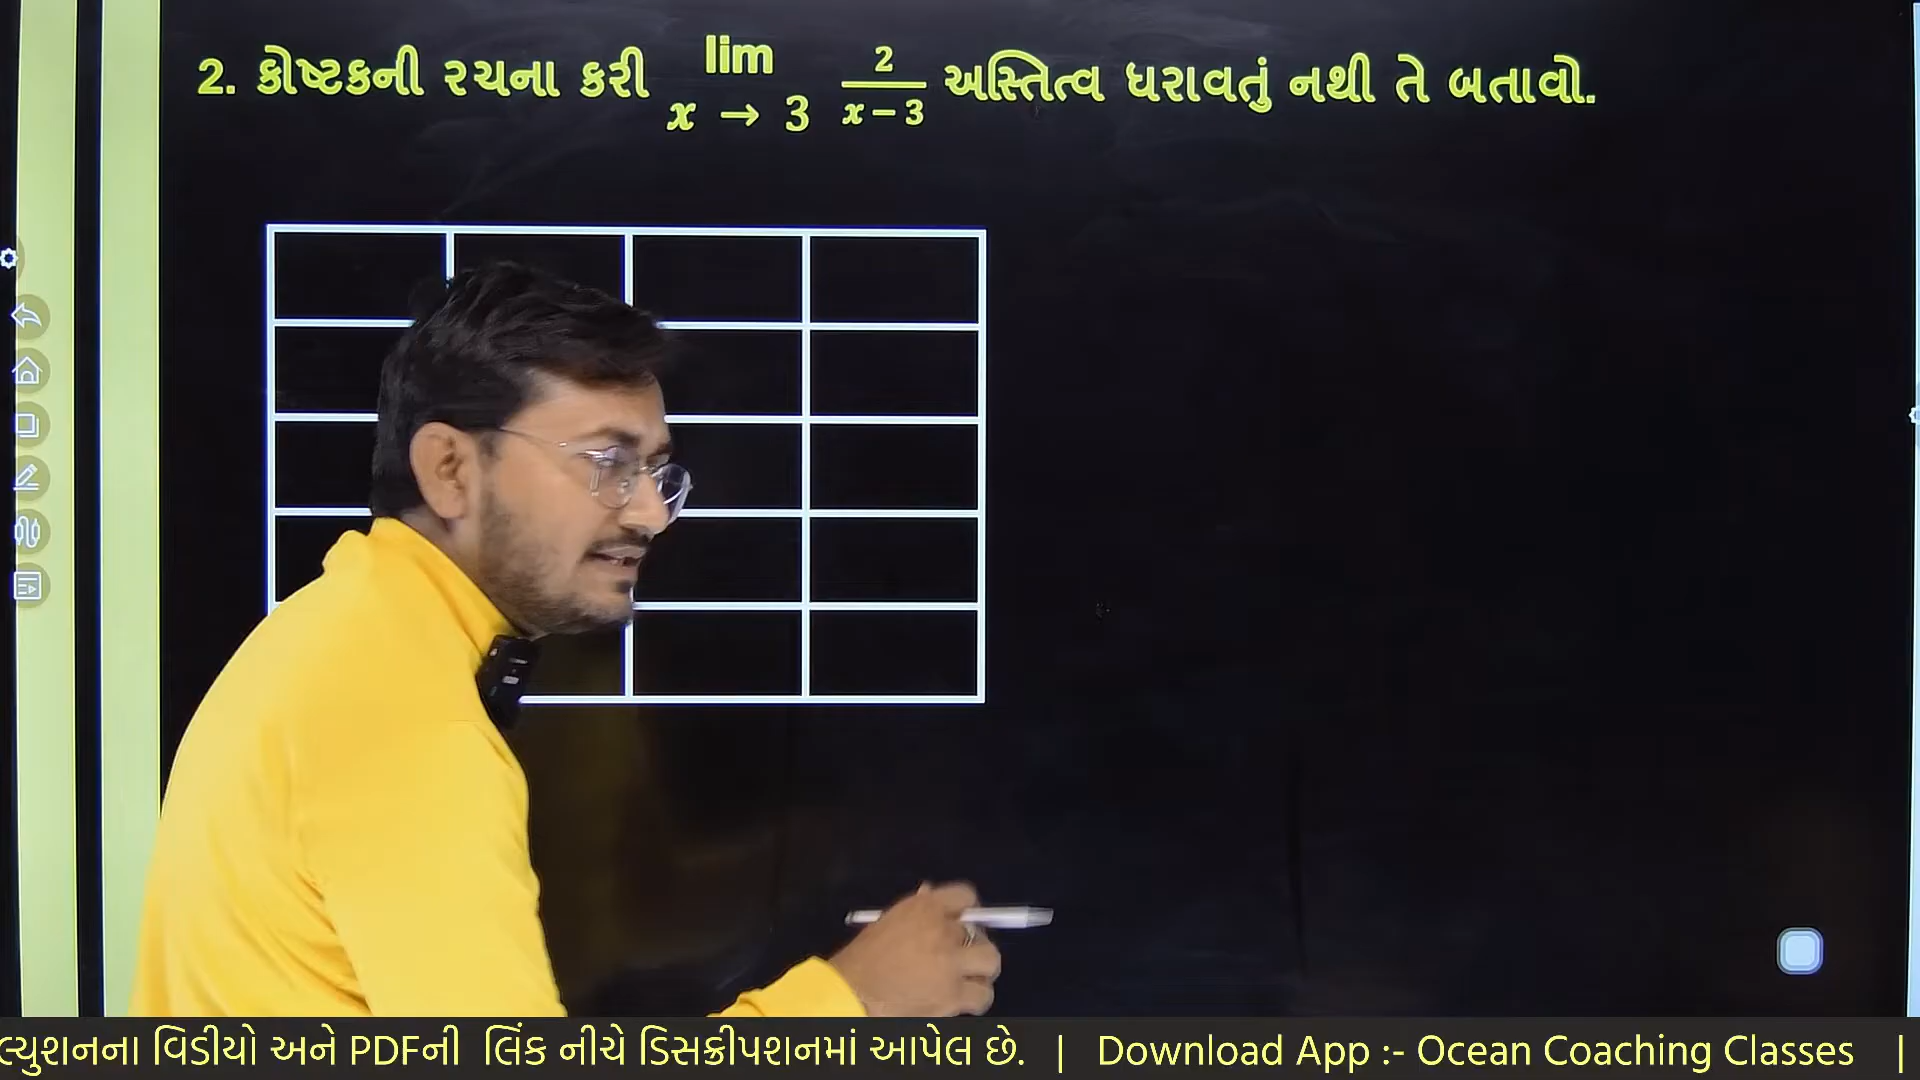 2. કોષ્ટકની રચના કરી lim x → 3 2/(x – 3) અસ્તિત્વ ધરાવતું નથી તે બતાવો.
લ્યુશનના વિડીયો અને PDFની લિંક નીચે ડિસક્રીપશનમાં આપેલ છે. | Download App :- Ocean Coaching Classes |